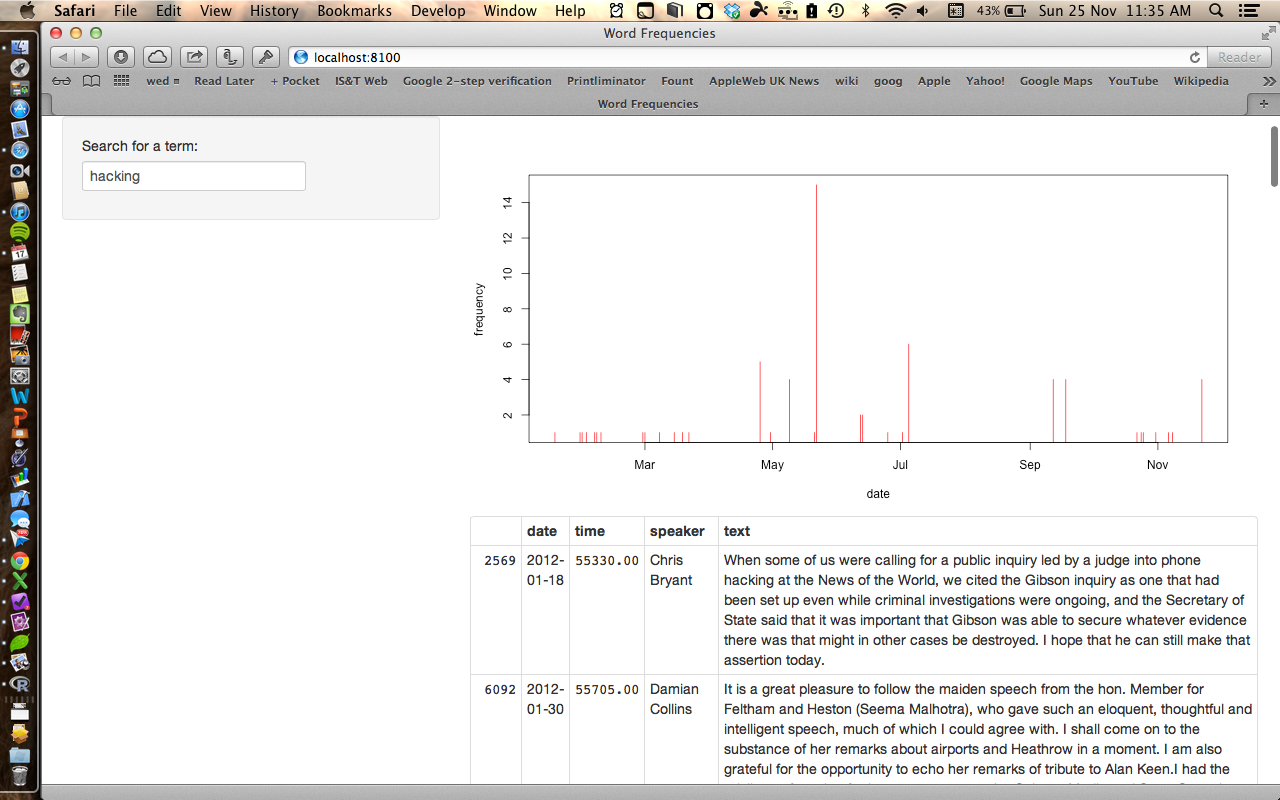 Safari File Edit View History Bookmarks Develop Window Help 43% Sun 25 Nov 11:35 AM
Word Frequencies
localhost:8100 Reader
wed Read Later + Pocket IS&T Web Google 2-step verification Printliminator Fount AppleWeb UK News wiki goog Apple Yahoo! Google Maps YouTube Wikipedia
Word Frequencies
17
Search for a term:
hacking
frequency
14
12
10
8
6
4
2
Mar May Jul Sep Nov
date
date time speaker text
2569 2012- 55330.00 Chris When some of us were calling for a public inquiry led by a judge into phone
01-18 Bryant hacking at the News of the World, we cited the Gibson inquiry as one that had
been set up even while criminal investigations were ongoing, and the Secretary of
State said that it was important that Gibson was able to secure whatever evidence
there was that might in other cases be destroyed. I hope that he can still make that
assertion today.
6092 2012- 55705.00 Damian It is a great pleasure to follow the maiden speech from the hon. Member for
01-30 Collins Feltham and Heston (Seema Malhotra), who gave such an eloquent, thoughtful and
intelligent speech, much of which I could agree with. I shall come on to the
substance of her remarks about airports and Heathrow in a moment. I am also
grateful for the opportunity to echo her remarks of tribute to Alan Keen.I had the